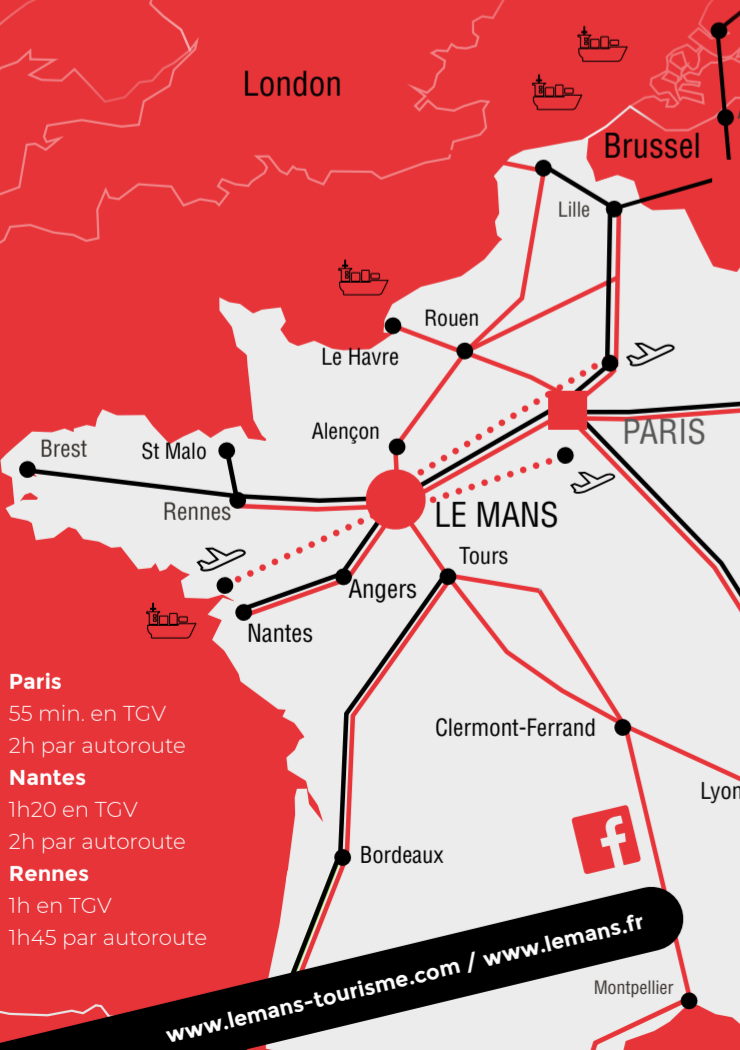 London
Brussel
Lille
Rouen
Le Havre
Alençon
PARIS
Brest
St Malo
Rennes
LE MANS
Tours
Angers
Nantes
Paris
55 min. en TGV
2h par autoroute
Nantes
1h20 en TGV
2h par autoroute
Rennes
1h en TGV
1h45 par autoroute
Clermont-Ferrand
Lyon
Bordeaux
f
www.lemans-tourisme.com / www.lemans.fr
Montpellier